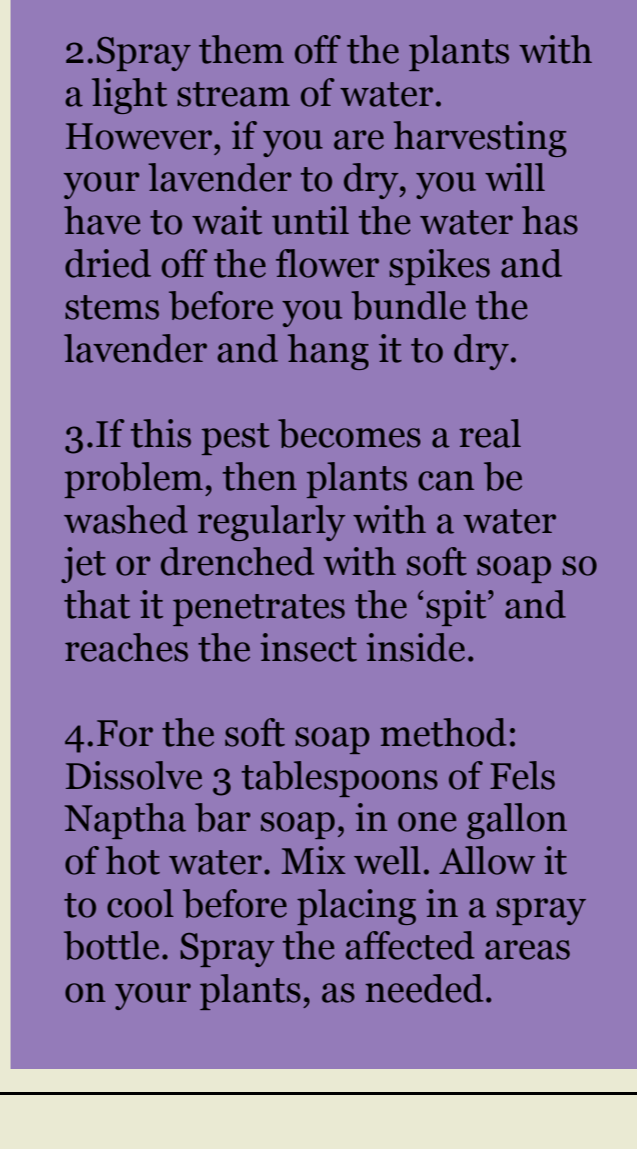 2.Spray them off the plants with
a light stream of water.
However, if you are harvesting
your lavender to dry, you will
have to wait until the water has
dried off the flower spikes and
stems before you bundle the
lavender and hang it to dry.
3.If this pest becomes a real
problem, then plants can be
washed regularly with a water
jet or drenched with soft soap so
that it penetrates the ‘spit’ and
reaches the insect inside.
4.For the soft soap method:
Dissolve 3 tablespoons of Fels
Naptha bar soap, in one gallon
of hot water. Mix well. Allow it
to cool before placing in a spray
bottle. Spray the affected areas
on your plants, as needed.